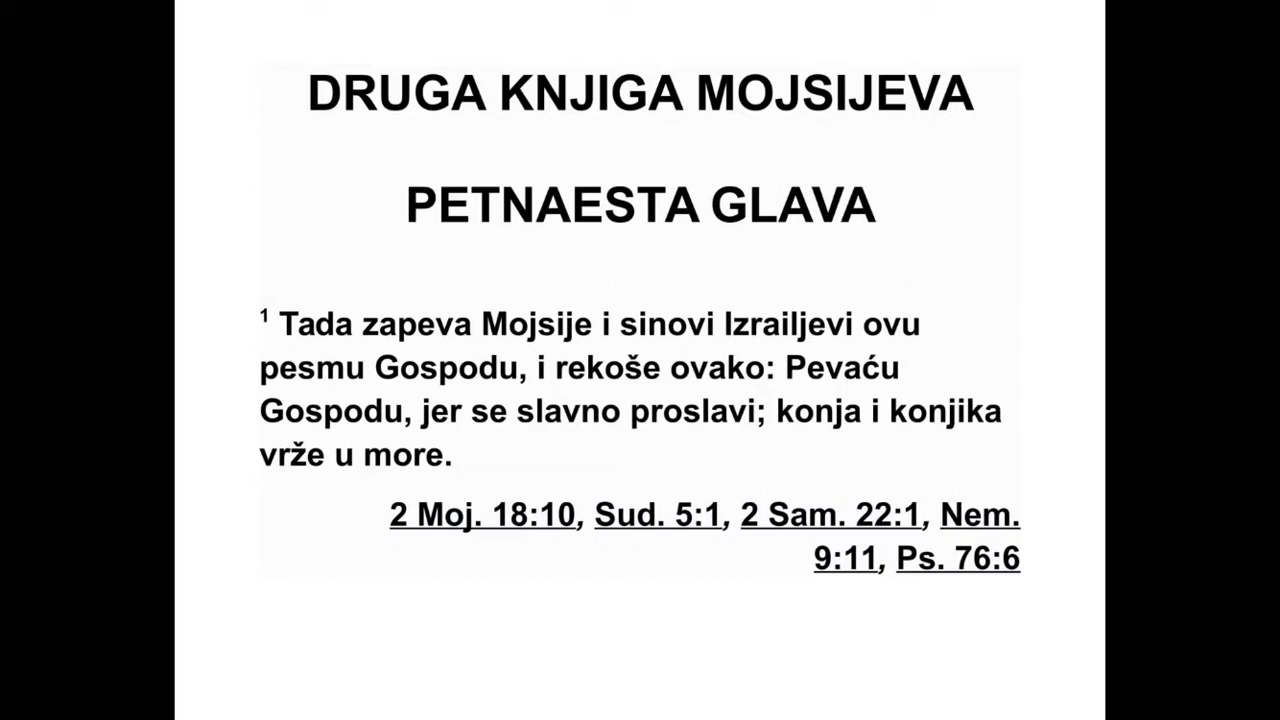 DRUGA KNJIGA MOJSIJEVA
PETNAESTA GLAVA
1 Tada zapeva Mojsije i sinovi Izrailjevi ovu
pesmu Gospodu, i rekoše ovako: Pevaću
Gospodu, jer se slavno proslavi; konja i konjika
vrže u more.
2 Moj. 18:10, Sud. 5:1, 2 Sam. 22:1, Nem.
9:11, Ps. 76:6